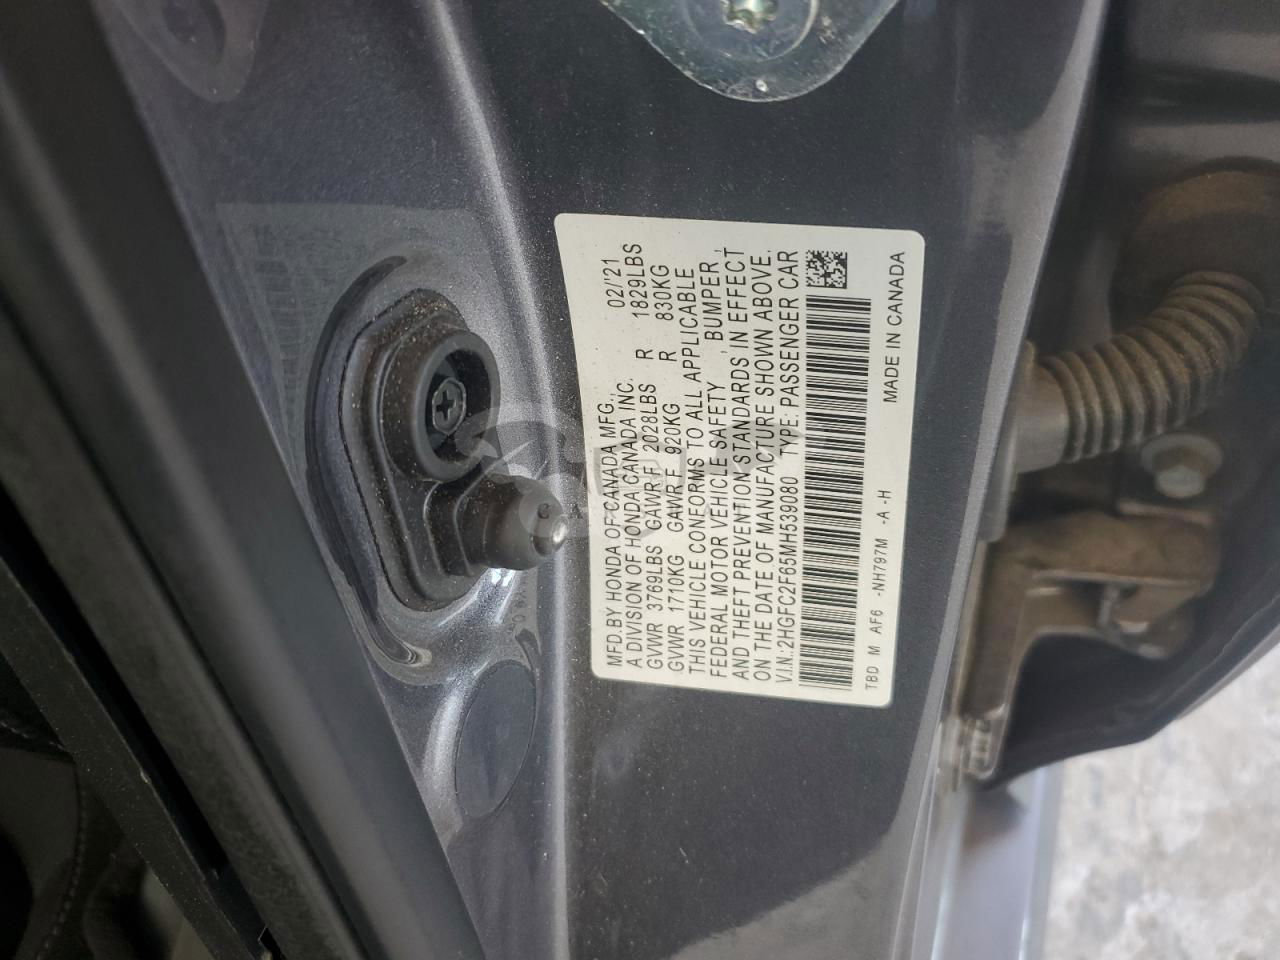 MFD. BY HONDA OF CANADA MFG., 02/'21
A DIVISION OF HONDA CANADA INC.
GVWR 3769LBS GAWR F 2028LBS R 1829LBS
GVWR 1710KG GAWR F 920KG R 830KG
THIS VEHICLE CONFORMS TO ALL APPLICABLE
FEDERAL MOTOR VEHICLE SAFETY, BUMPER,
AND THEFT PREVENTION STANDARDS, IN EFFECT
ON THE DATE OF MANUFACTURE SHOWN ABOVE.
V.I.N.:2HGFC2F65MH539080 TYPE: PASSENGER CAR
TBD M AF6 -NH797M -A -H MADE IN CANADA